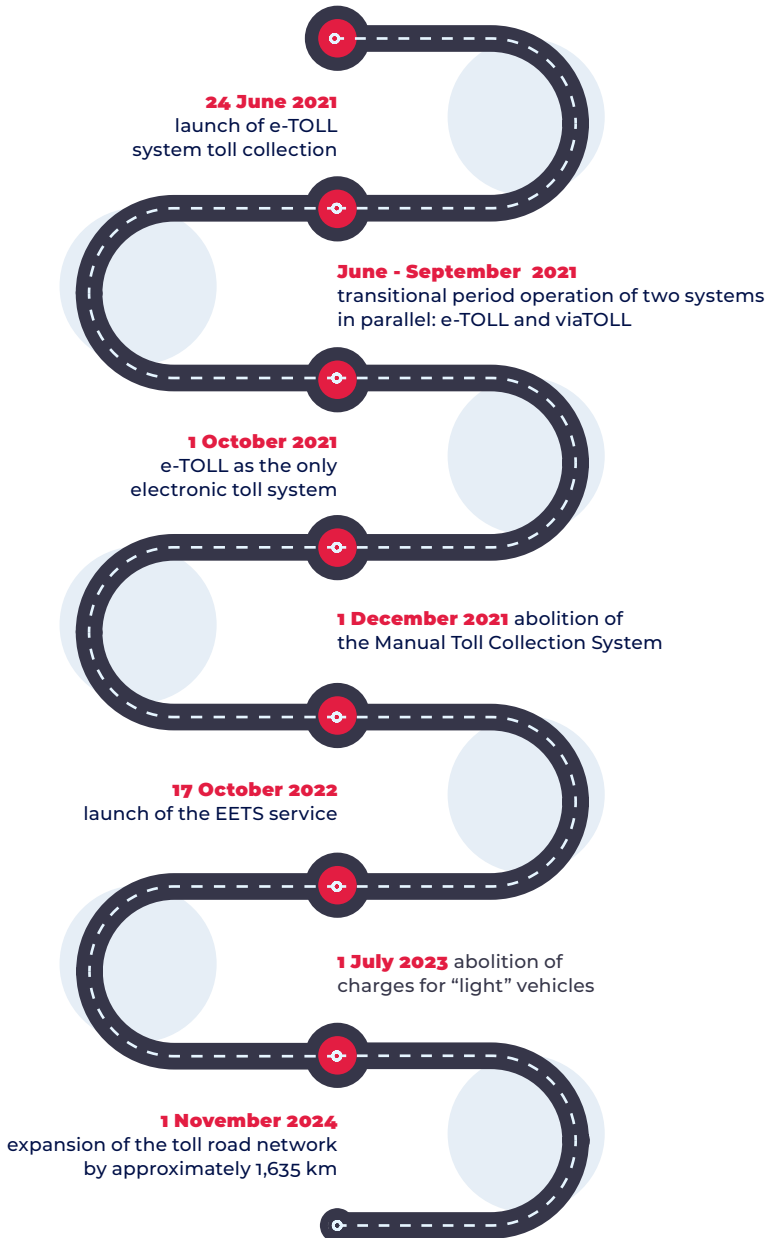 24 June 2021
launch of e-TOLL
system toll collection
June - September 2021
transitional period operation of two systems
in parallel: e-TOLL and viaTOLL
1 October 2021
e-TOLL as the only
electronic toll system
1 December 2021 abolition of
the Manual Toll Collection System
17 October 2022
launch of the EETS service
1 July 2023 abolition of
charges for “light” vehicles
1 November 2024
expansion of the toll road network
by approximately 1,635 km